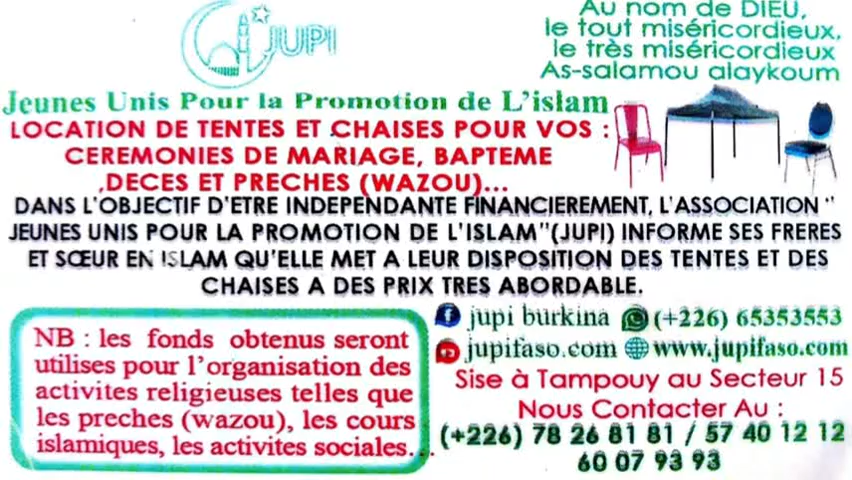 JUPI
Au nom de DIEU,
le tout miséricordieux,
le très miséricordieux
As-salamou alaykoum
Jeunes Unis Pour la Promotion de L'islam
LOCATION DE TENTES ET CHAISES POUR VOS :
CEREMONIES DE MARIAGE, BAPTEME
,DECES ET PRECHES (WAZOU)...
DANS L'OBJECTIF D'ETRE INDEPENDANTE FINANCIEREMENT, L'ASSOCIATION "
JEUNES UNIS POUR LA PROMOTION DE L'ISLAM"(JUPI) INFORME SES FRERES
ET SŒUR EN ISLAM QU'ELLE MET A LEUR DISPOSITION DES TENTES ET DES
CHAISES A DES PRIX TRES ABORDABLE.
NB : les fonds obtenus seront
utilises pour l'organisation des
activites religieuses telles que
les preches (wazou), les cours
islamiques, les activites sociales...
jupi burkina (+226) 65353553
jupifaso.com www.jupifaso.com
Sise à Tampouy au Secteur 15
Nous Contacter Au :
(+226) 78 26 81 81 / 57 40 12 12
60 07 93 93